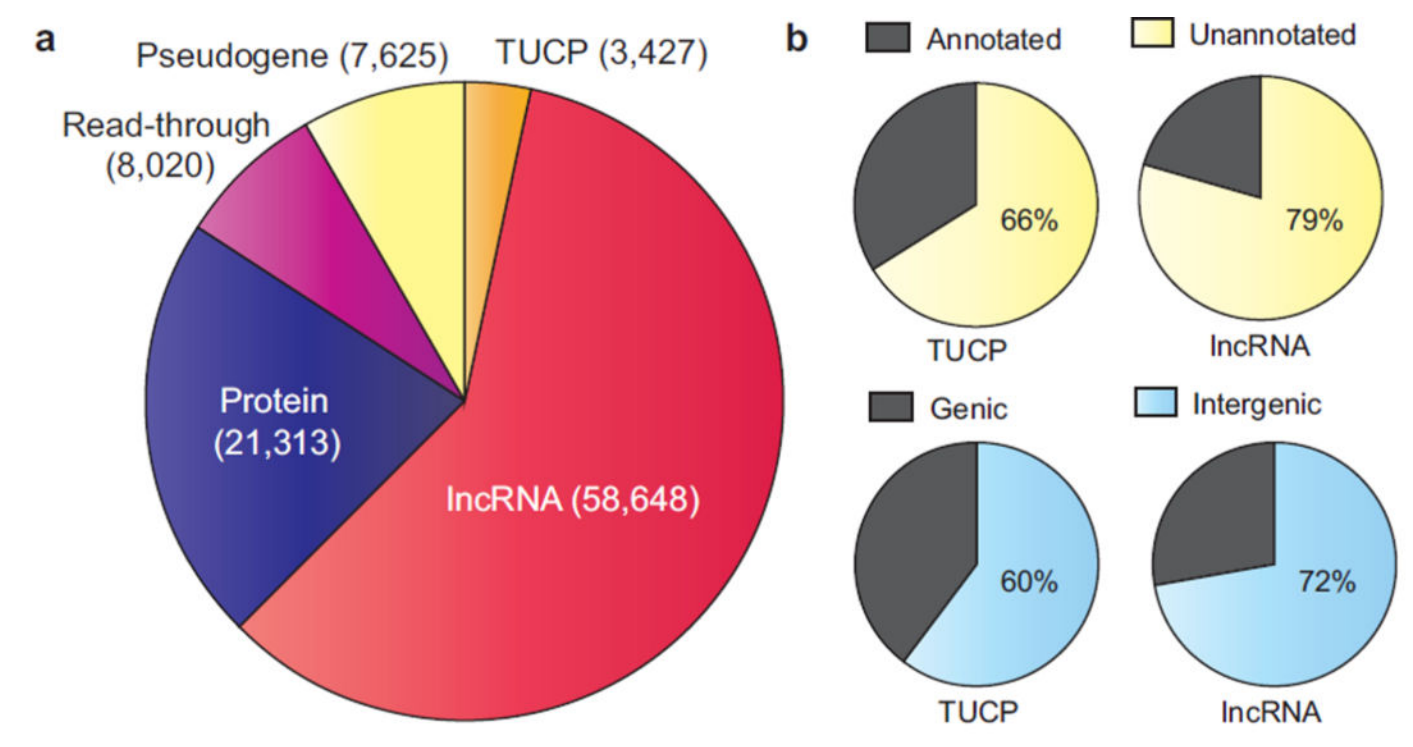 a
Pseudogene (7,625)
TUCP (3,427)
Read-through
(8,020)
Protein
(21,313)
lncRNA (58,648)
b
Annotated
Unannotated
66%
79%
TUCP
lncRNA
Genic
Intergenic
60%
72%
TUCP
lncRNA